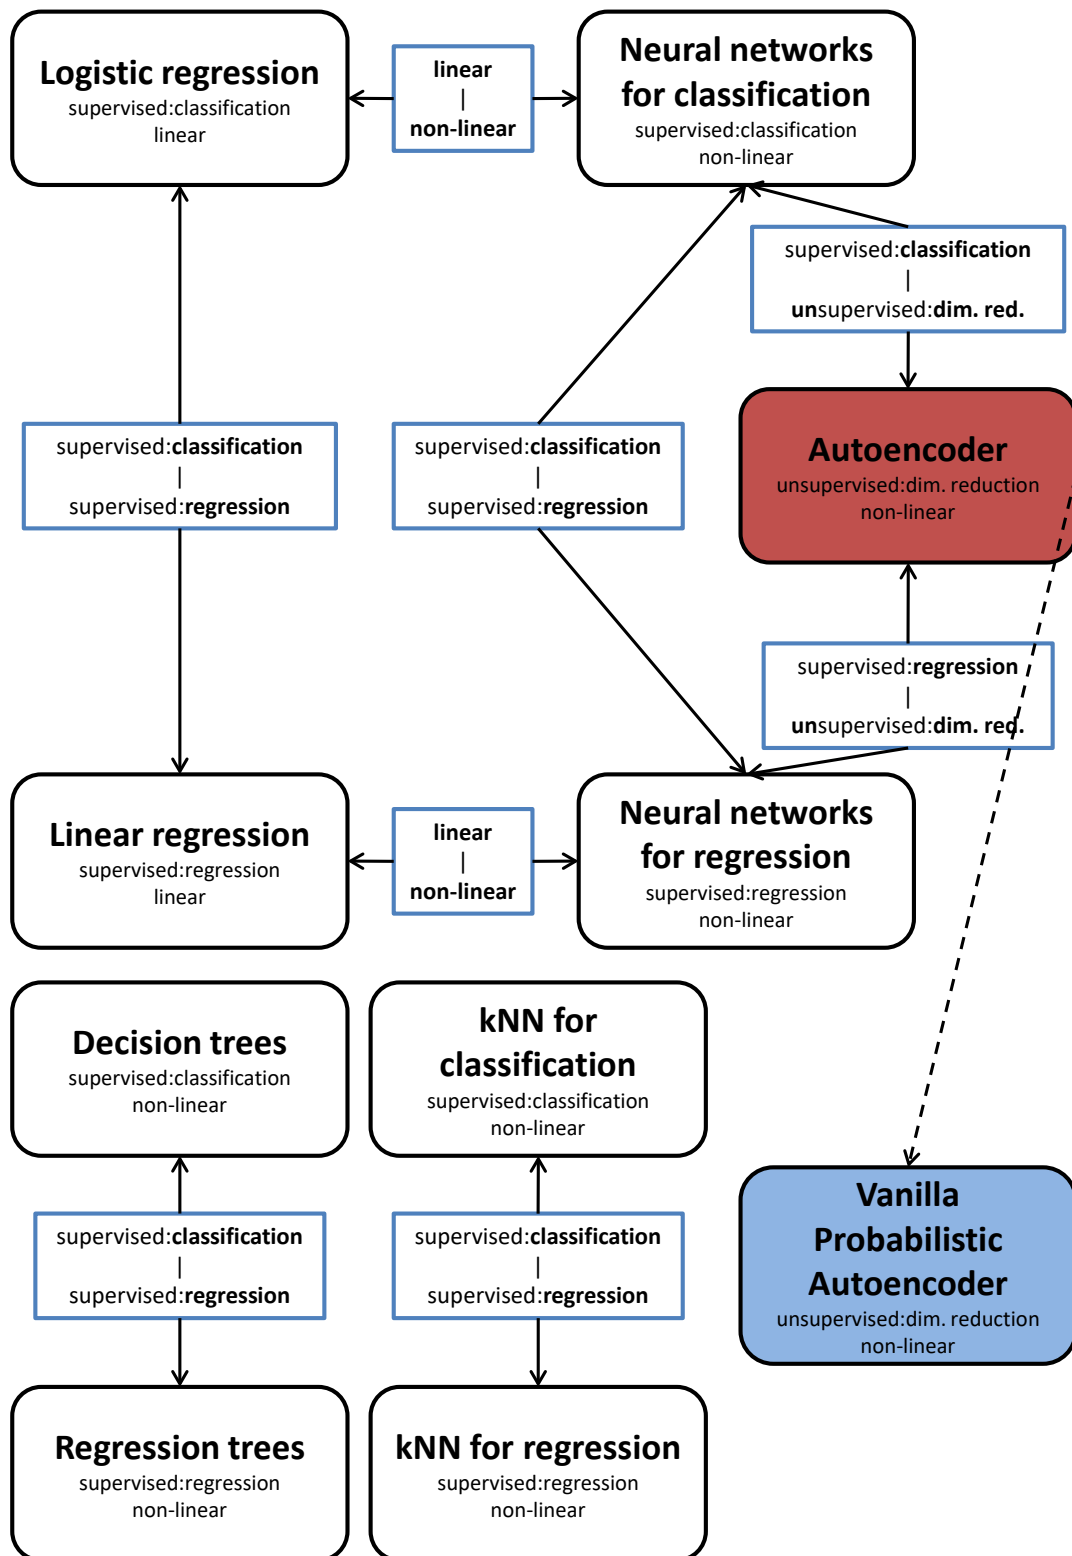 Logistic regression
supervised:classification
linear
linear
|
non-linear
Neural networks
for classification
supervised:classification
non-linear
supervised:classification
|
unsupervised:dim. red.
supervised:classification
|
supervised:regression
supervised:classification
|
supervised:regression
Autoencoder
unsupervised:dim. reduction
non-linear
supervised:regression
|
unsupervised:dim. red.
Linear regression
supervised:regression
linear
linear
|
non-linear
Neural networks
for regression
supervised:regression
non-linear
Decision trees
supervised:classification
non-linear
kNN for
classification
supervised:classification
non-linear
supervised:classification
|
supervised:regression
supervised:classification
|
supervised:regression
Vanilla
Probabilistic
Autoencoder
unsupervised:dim. reduction
non-linear
Regression trees
supervised:regression
non-linear
kNN for regression
supervised:regression
non-linear